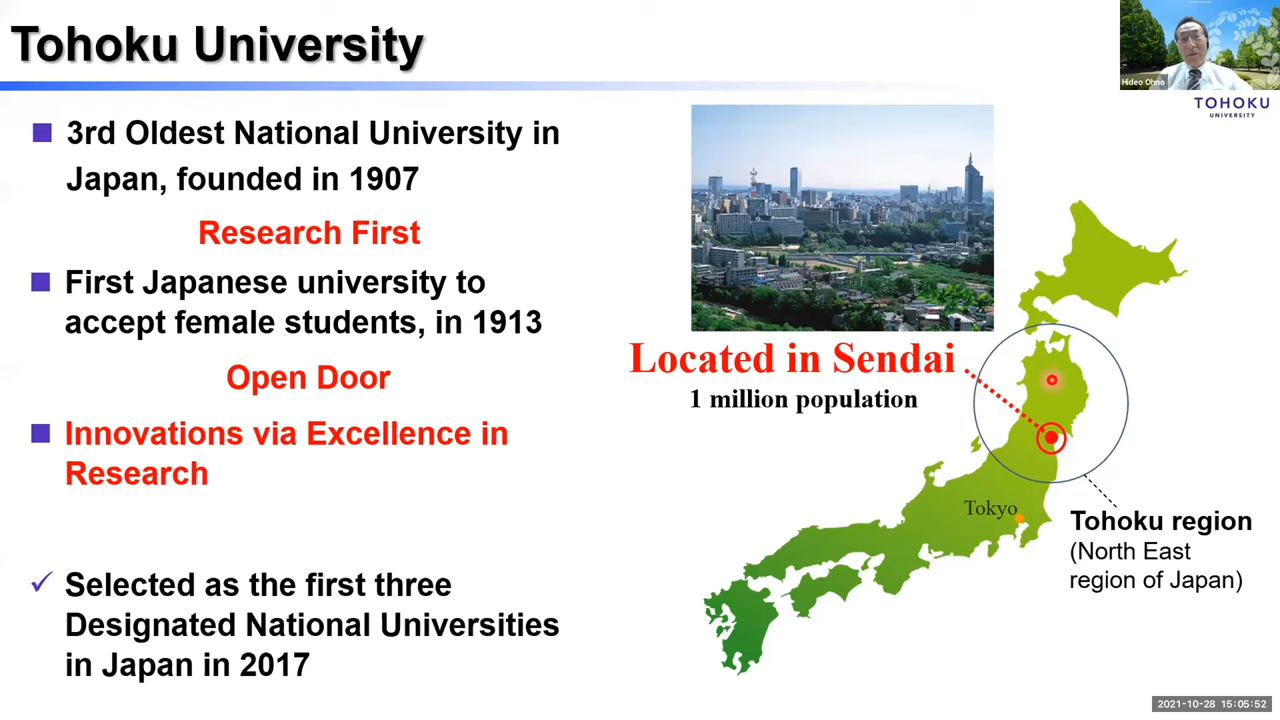 Tohoku University
Hideo Ohno
TOHOKU
UNIVERSITY
3rd Oldest National University in
Japan, founded in 1907
Research First
First Japanese university to
accept female students, in 1913
Open Door
Innovations via Excellence in
Research
Selected as the first three
Designated National Universities
in Japan in 2017
Located in Sendai
1 million population
Tokyo
Tohoku region
(North East
region of Japan)
2021-10-28 15:05:52